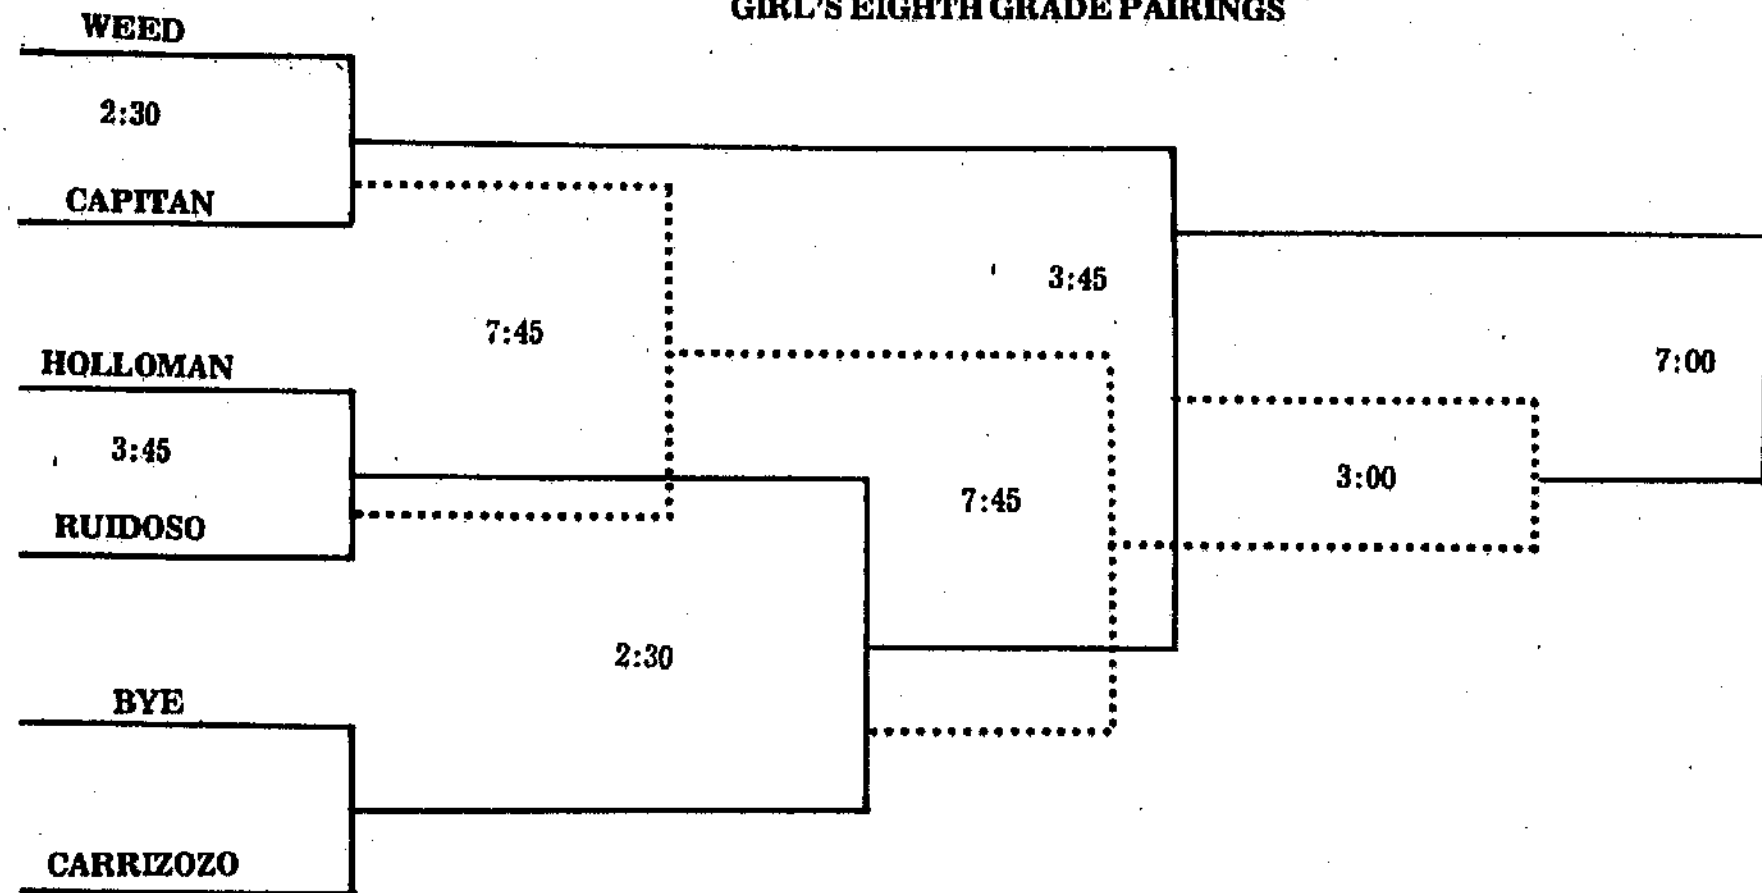 GIRL'S EIGHTH GRADE PAIRINGS
WEED
2:30
CAPITAN
3:45
7:45
7:00
HOLLOMAN
3:45
3:00
7:45
RUIDOSO
2:30
BYE
CARRIZOZO